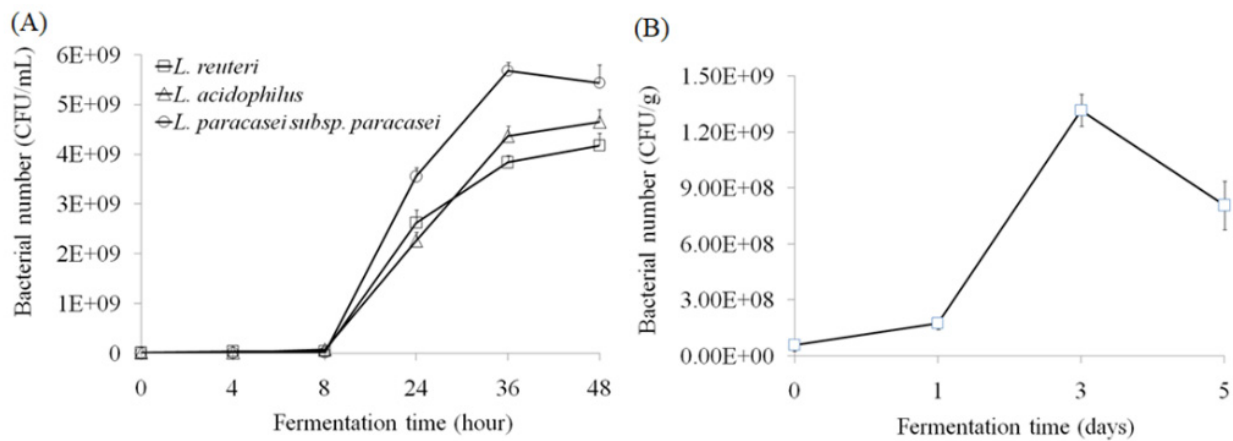 (A)
Bacterial number (CFU/mL)
6E+09
5E+09
4E+09
3E+09
2E+09
1E+09
0
L. reuteri
L. acidophilus
L. paracasei subsp. paracasei
0 4 8 24 36 48
Fermentation time (hour)
(B)
Bacterial number (CFU/g)
1.50E+09
1.20E+09
9.00E+08
6.00E+08
3.00E+08
0.00E+00
0 1 3 5
Fermentation time (days)